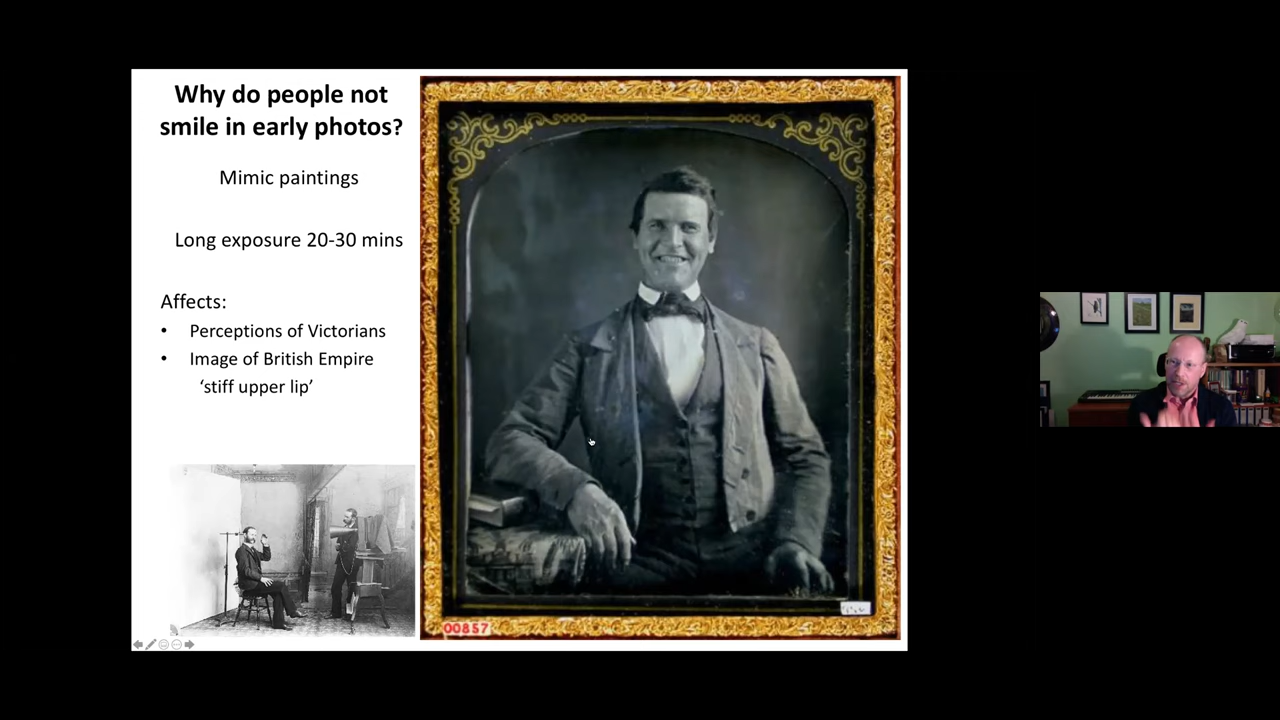 Why do people not
smile in early photos?
Mimic paintings
Long exposure 20-30 mins
Affects:
• Perceptions of Victorians
• Image of British Empire
‘stiff upper lip’
00857